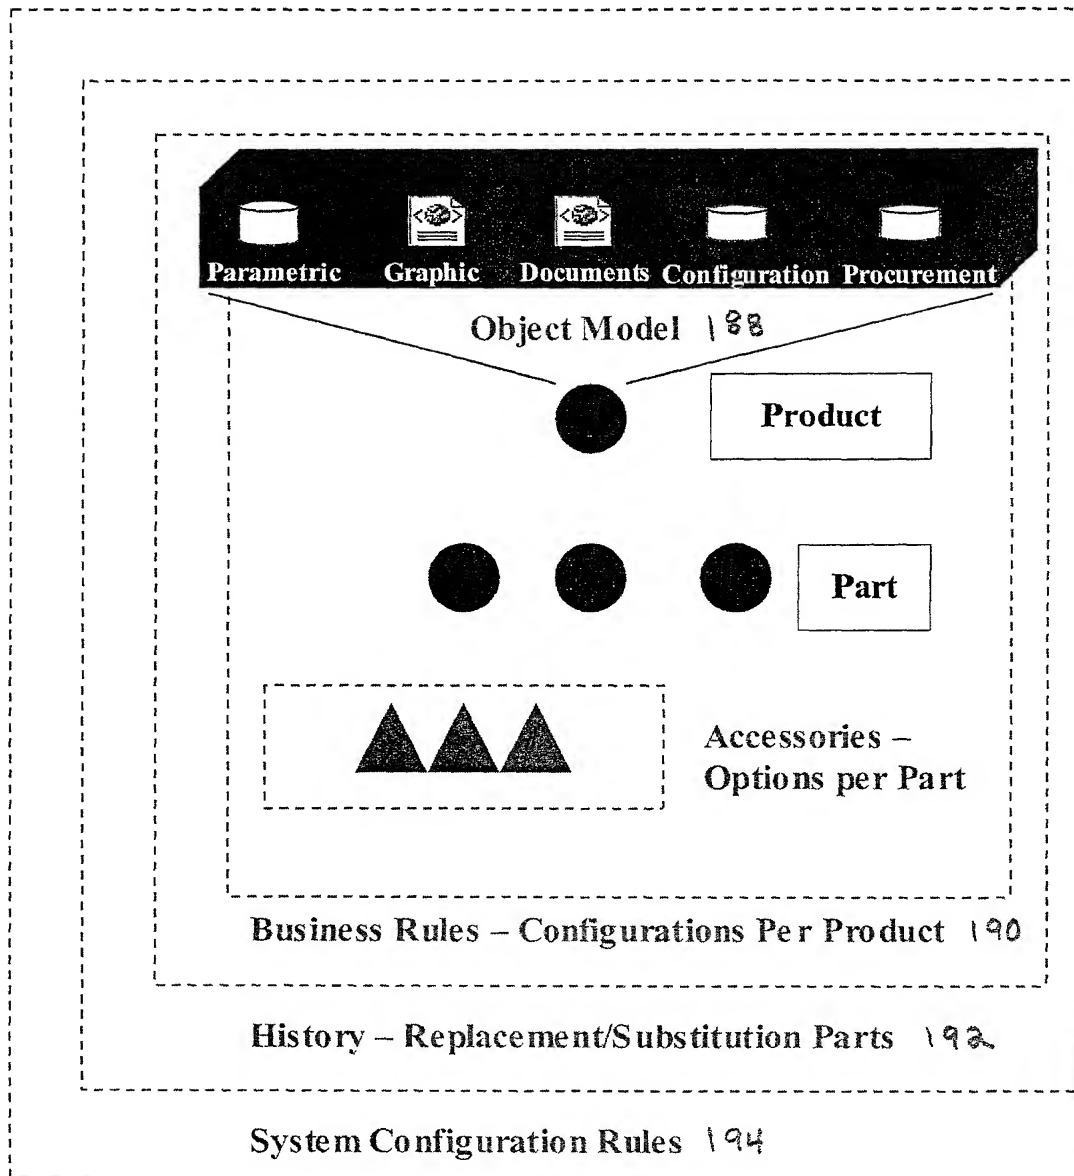 Parametric Graphic Documents Configuration Procurement
Object Model 188
Product
Part
Accessories –
Options per Part
Business Rules – Configurations Per Product 190
History – Replacement/Substitution Parts 192
System Configuration Rules 194